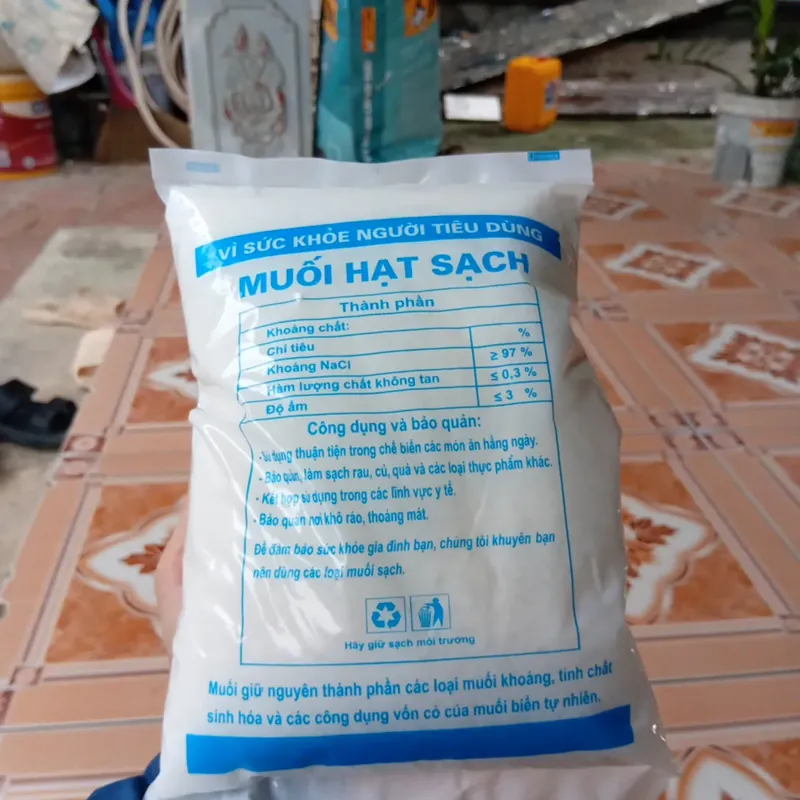 VÌ SỨC KHỎE NGƯỜI TIÊU DÙNG
MUỐI HẠT SẠCH
Thành phần
Khoáng chất:
Chỉ tiêu %
Khoáng NaCl ≥ 97 %
Hàm lượng chất không tan ≤ 0,3 %
Độ ẩm ≤ 3 %
Công dụng và bảo quản:
- Sử dụng thuận tiện trong chế biến các món ăn hằng ngày.
- Bảo quản, làm sạch rau, củ, quả và các loại thực phẩm khác.
- Kết hợp sử dụng trong các lĩnh vực y tế.
- Bảo quản nơi khô ráo, thoáng mát.
Để đảm bảo sức khỏe gia đình bạn, chúng tôi khuyên bạn
nên dùng các loại muối sạch.
Hãy giữ sạch môi trường
Muối giữ nguyên thành phần các loại muối khoáng, tính chất
sinh hóa và các công dụng vốn có của muối biển tự nhiên.